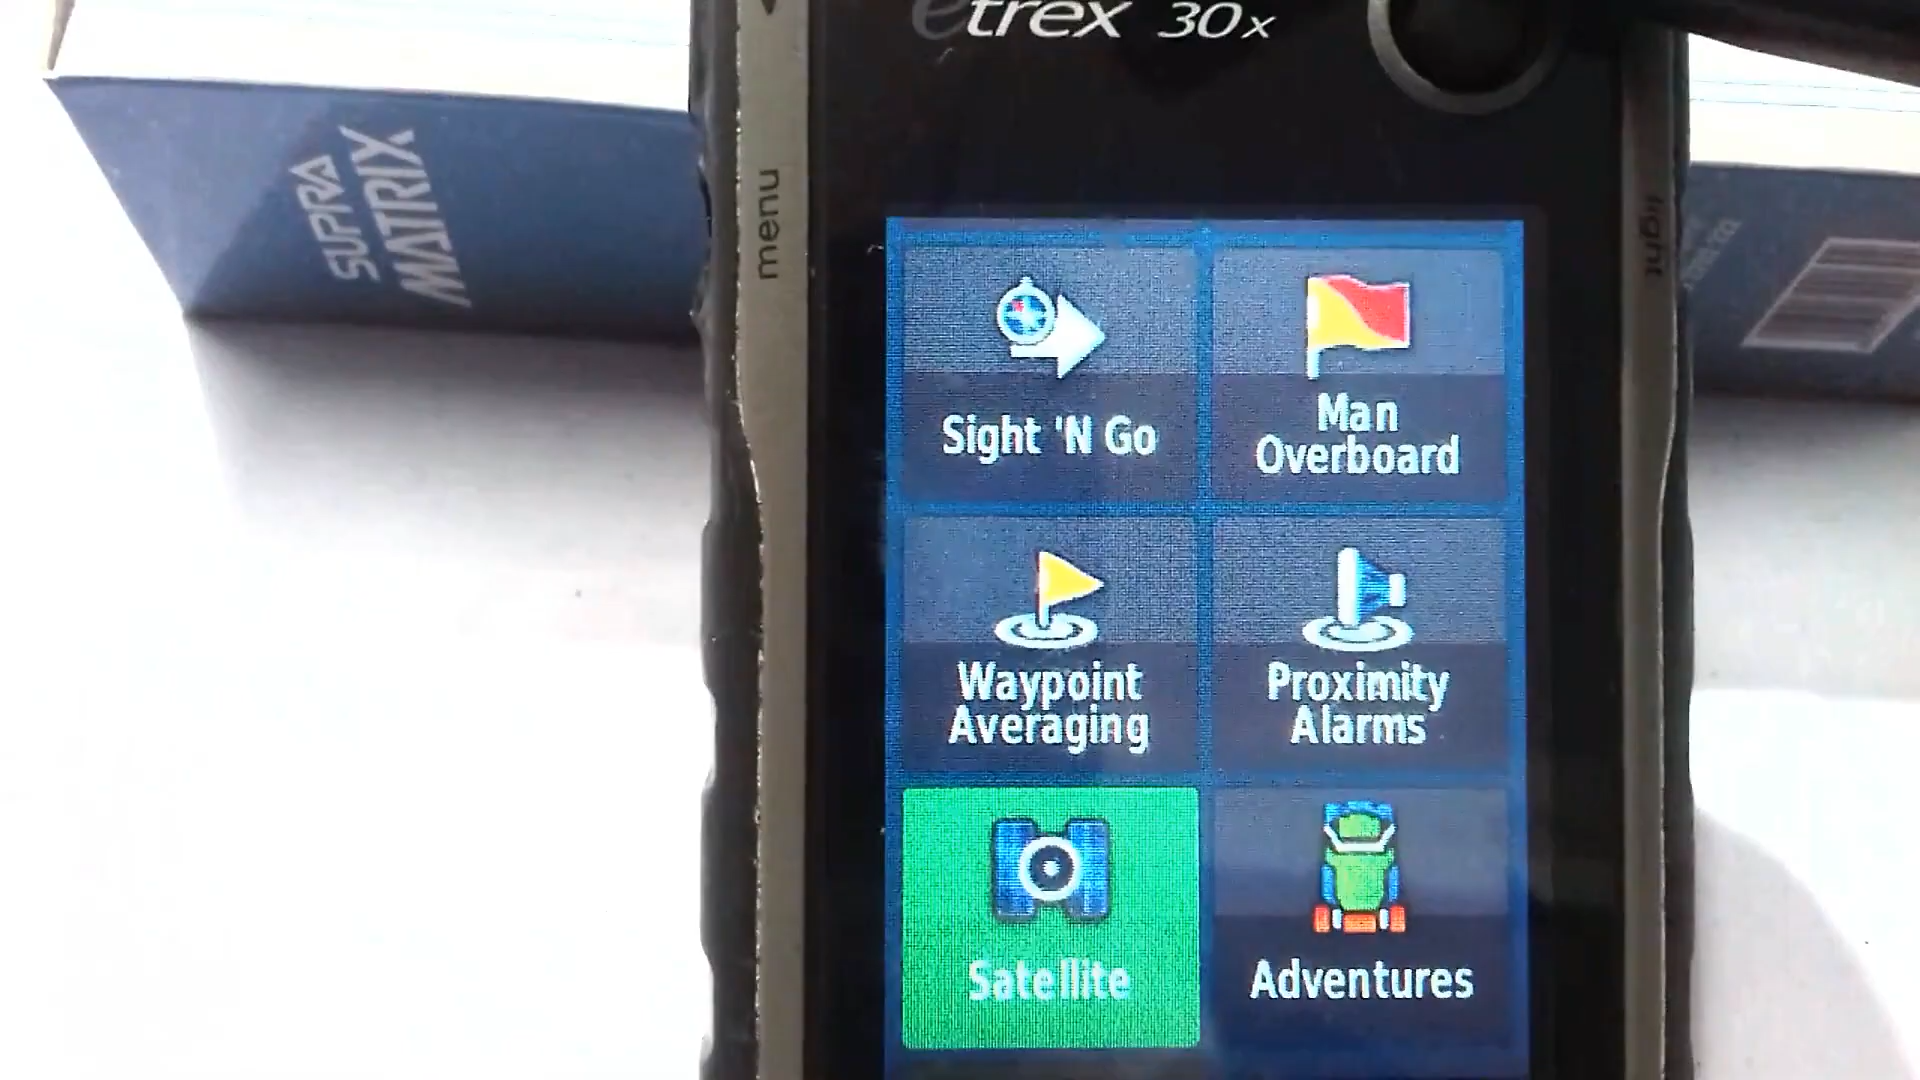 etrex 30x
SUPRA
MATRIX
menu
light
Sight 'N Go
Man
Overboard
Waypoint
Averaging
Proximity
Alarms
Satellite
Adventures